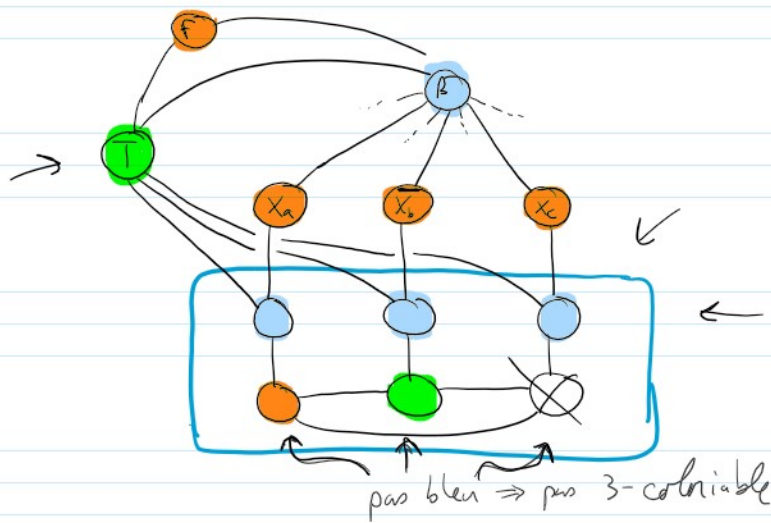 F
B
T
Xa
X̄b
Xc
pas bleu ⇒ pas 3-coloriable